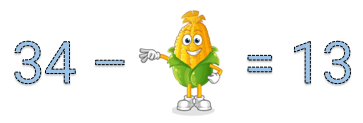 34 – = 13